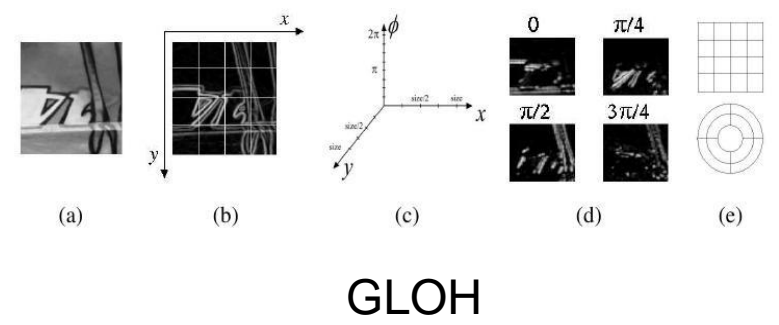 x
y
ϕ
2π
π
size/2
size
x
size/2
size
y
0
π/4
π/2
3π/4
(a)
(b)
(c)
(d)
(e)
GLOH